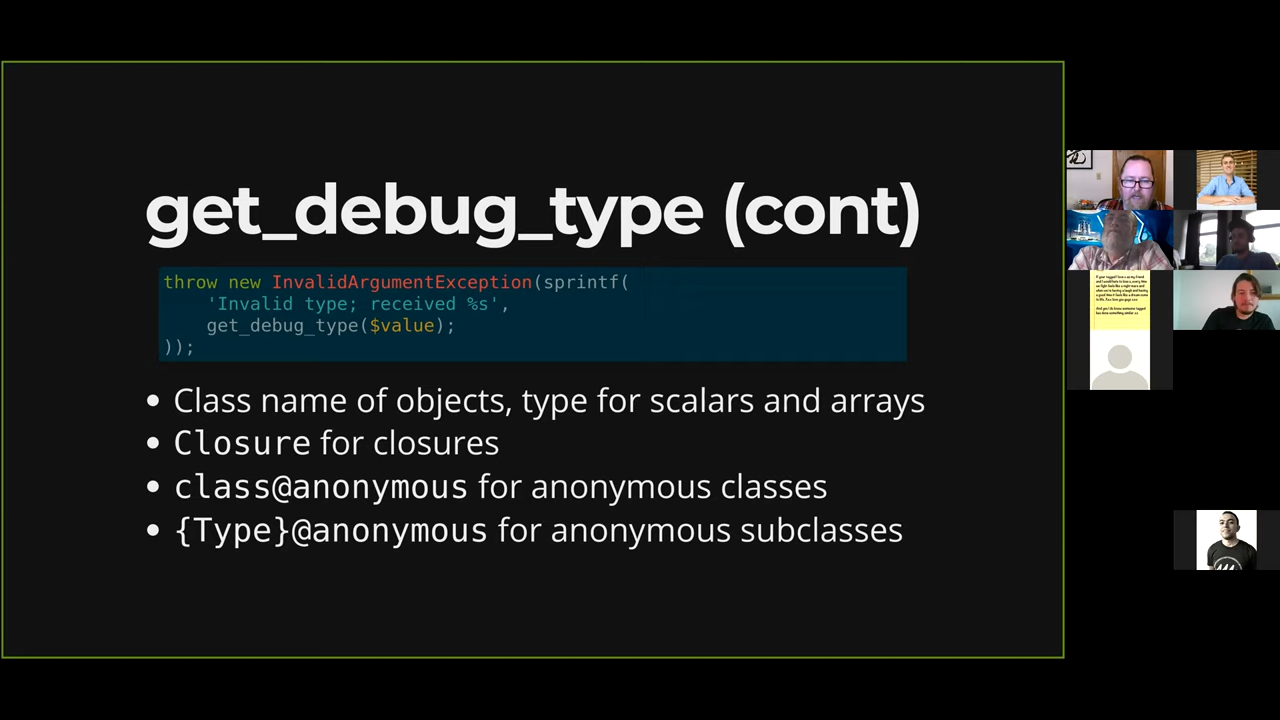 get_debug_type (cont)
throw new InvalidArgumentException(sprintf(
    'Invalid type; received %s',
    get_debug_type($value);
));
• Class name of objects, type for scalars and arrays
• Closure for closures
• class@anonymous for anonymous classes
• {Type}@anonymous for anonymous subclasses